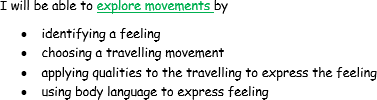 I will be able to explore movements by
• identifying a feeling
• choosing a travelling movement
• applying qualities to the travelling to express the feeling
• using body language to express feeling